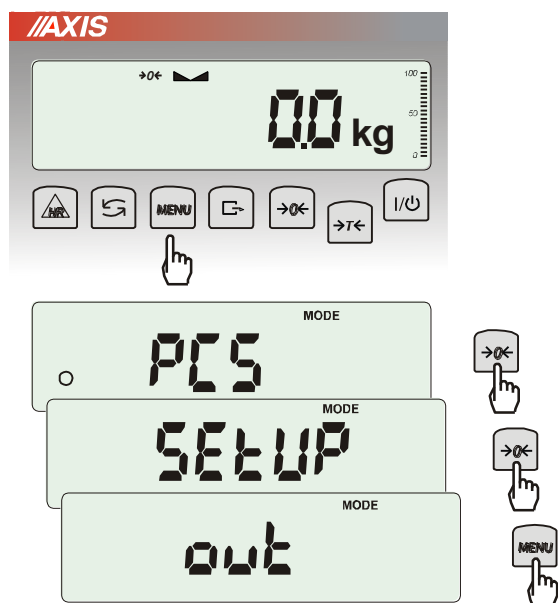 //AXIS
→0←
100
0.0 kg
50
0
HR MENU →0← →T← I/⏻
MODE
PCS
→0←
MODE
SEtUP
→0←
MODE
out
MENU